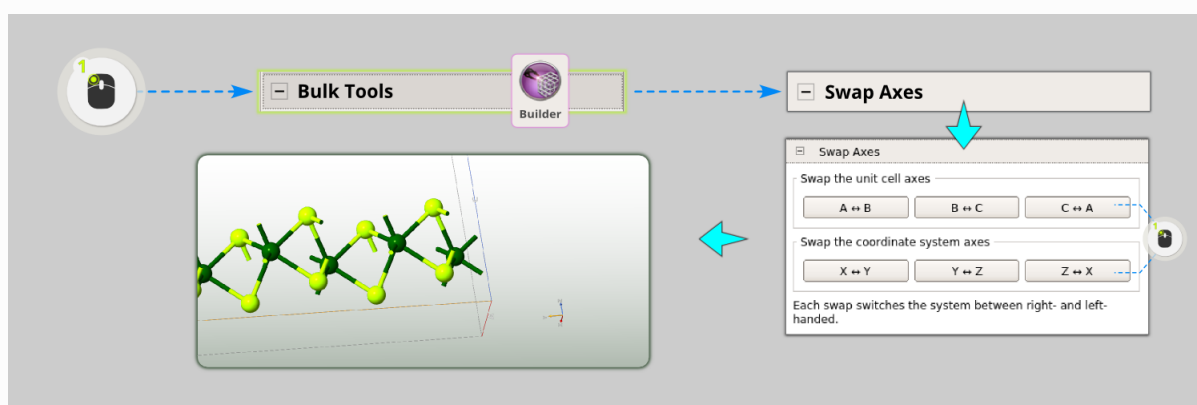 1
Bulk Tools
Builder
Swap Axes
Swap Axes
Swap the unit cell axes
A ↔ B
B ↔ C
C ↔ A
Swap the coordinate system axes
X ↔ Y
Y ↔ Z
Z ↔ X
1
Each swap switches the system between right- and left-
handed.